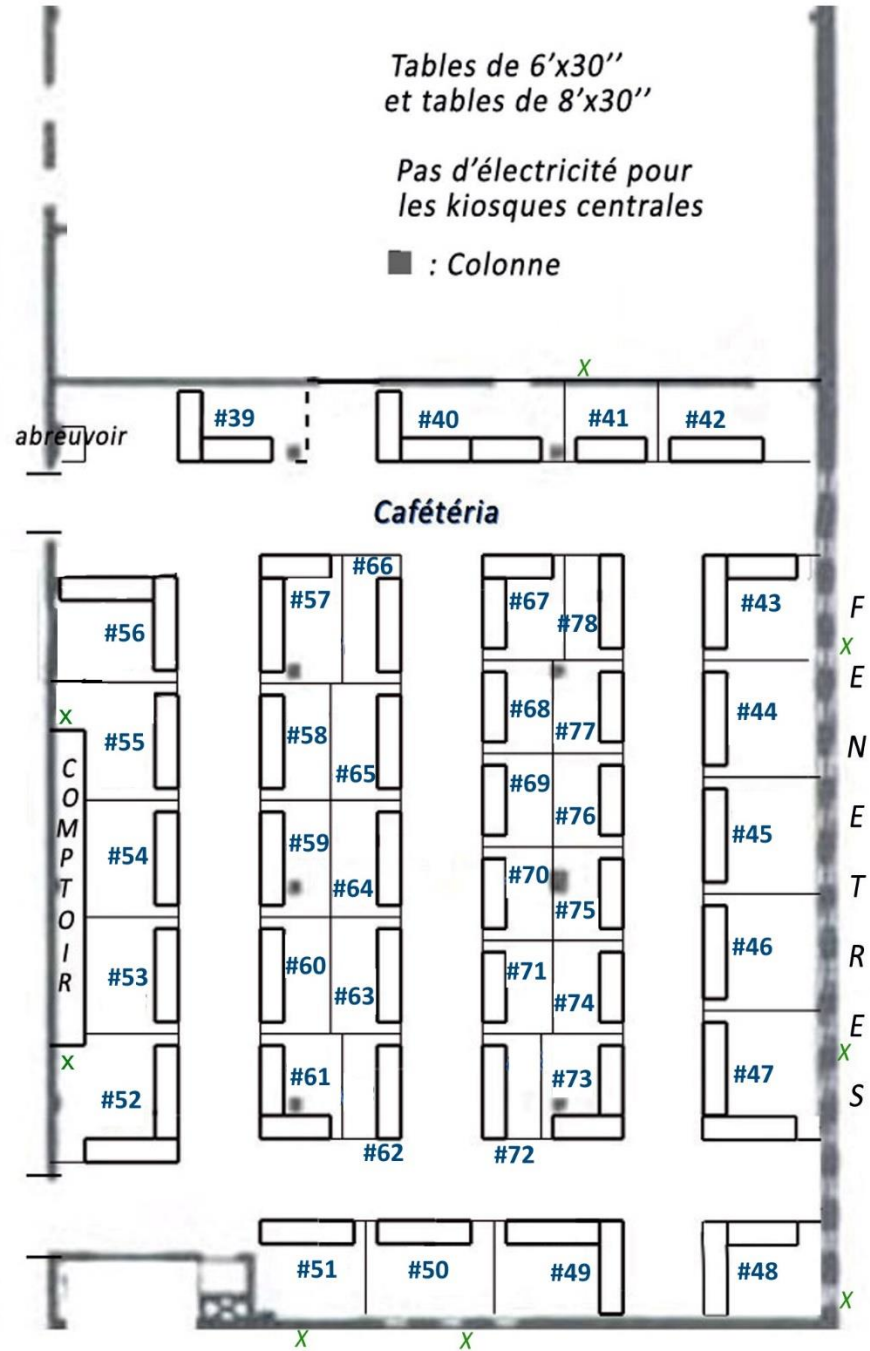 Tables de 6’x30’’
et tables de 8’x30’’
Pas d’électricité pour
les kiosques centrales
: Colonne
X
#39
#40
#41
#42
abreuvoir
Cafétéria
#66
#57
#67
#78
#43
#56
#55
#58
#65
#68
#77
#44
#54
#59
#64
#69
#76
#70
#75
#45
#53
#60
#63
#71
#74
#46
#52
#61
#62
#72
#73
#47
x
COMPTOIR
x
FENETRES
X
X
#51
#50
#49
#48
X
X
X